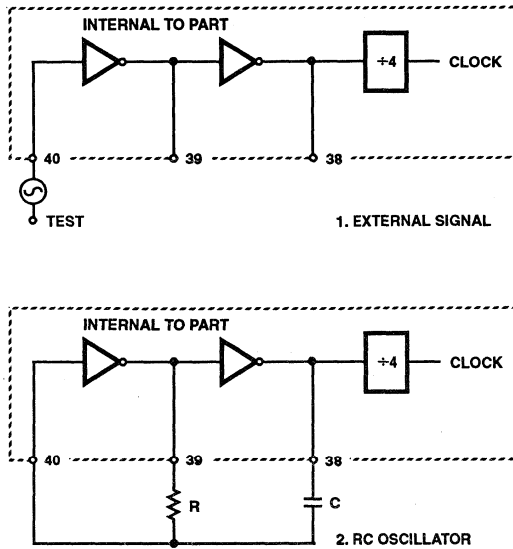 INTERNAL TO PART
÷4
CLOCK
40
39
38
TEST
1. EXTERNAL SIGNAL
INTERNAL TO PART
÷4
CLOCK
40
39
38
R
C
2. RC OSCILLATOR